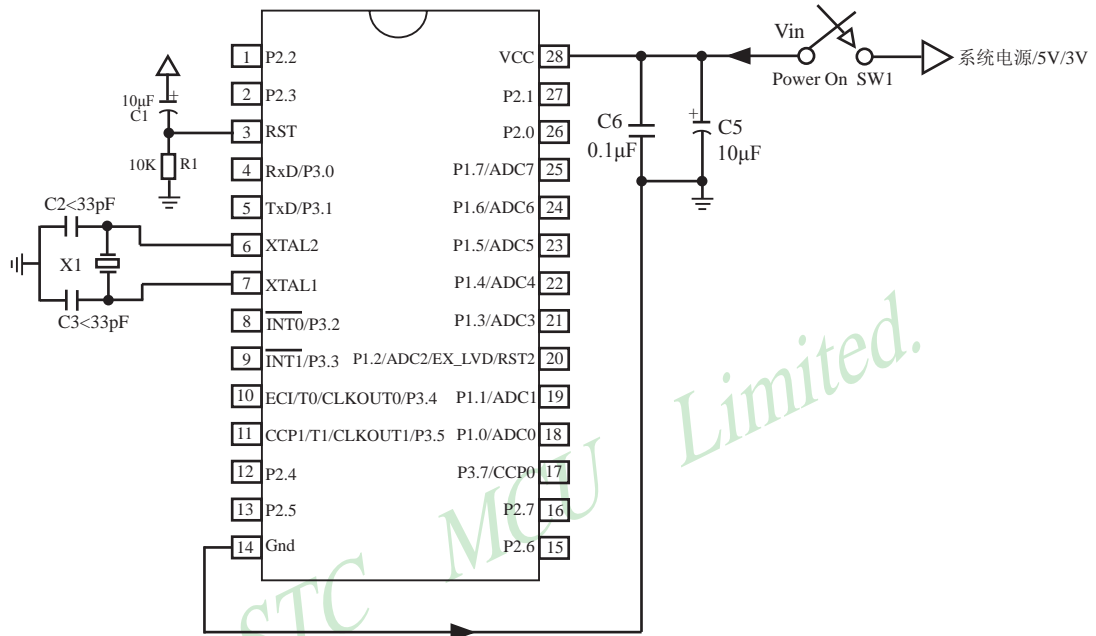 Vin
系统电源/5V/3V
Power On SW1
1 P2.2
VCC 28
10μF
+
C1
2 P2.3
P2.1 27
3 RST
P2.0 26
C6
0.1μF
+
C5
10μF
10K
R1
4 RxD/P3.0
P1.7/ADC7 25
5 TxD/P3.1
P1.6/ADC6 24
C2<33pF
6 XTAL2
P1.5/ADC5 23
X1
7 XTAL1
P1.4/ADC4 22
C3<33pF
8 INT0/P3.2
P1.3/ADC3 21
9 INT1/P3.3
P1.2/ADC2/EX_LVD/RST2 20
10 ECI/T0/CLKOUT0/P3.4
P1.1/ADC1 19
11 CCP1/T1/CLKOUT1/P3.5
P1.0/ADC0 18
12 P2.4
P3.7/CCP0 17
13 P2.5
P2.7 16
14 Gnd
P2.6 15
STC MCU Limited.